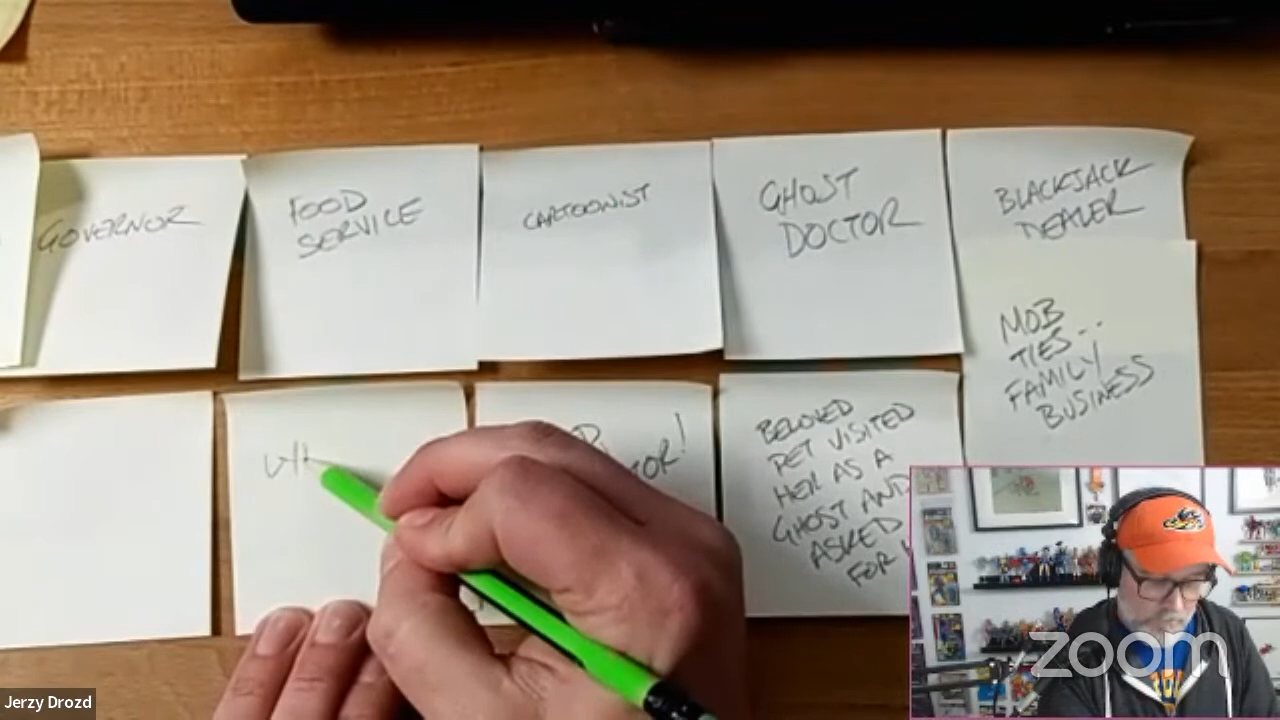 GOVERNOR
FOOD
SERVICE
CARTOONIST
GHOST
DOCTOR
BLACKJACK
DEALER
MOB
TIES..
FAMILY
BUSINESS
BELOVED
PET VISITED
HER AS A
GHOST AND
ASKED
FOR
zoom
Jerzy Drozd